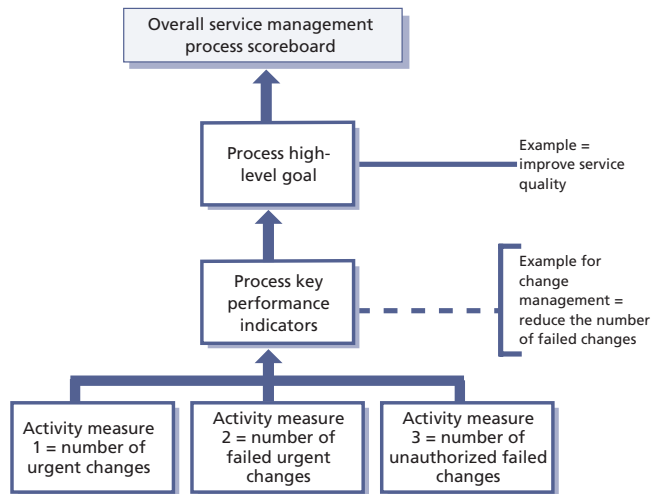 Overall service management
process scoreboard
Process high-
level goal
Example =
improve service
quality
Process key
performance
indicators
Example for
change
management =
reduce the number
of failed changes
Activity measure
1 = number of
urgent changes
Activity measure
2 = number of
failed urgent
changes
Activity measure
3 = number of
unauthorized failed
changes